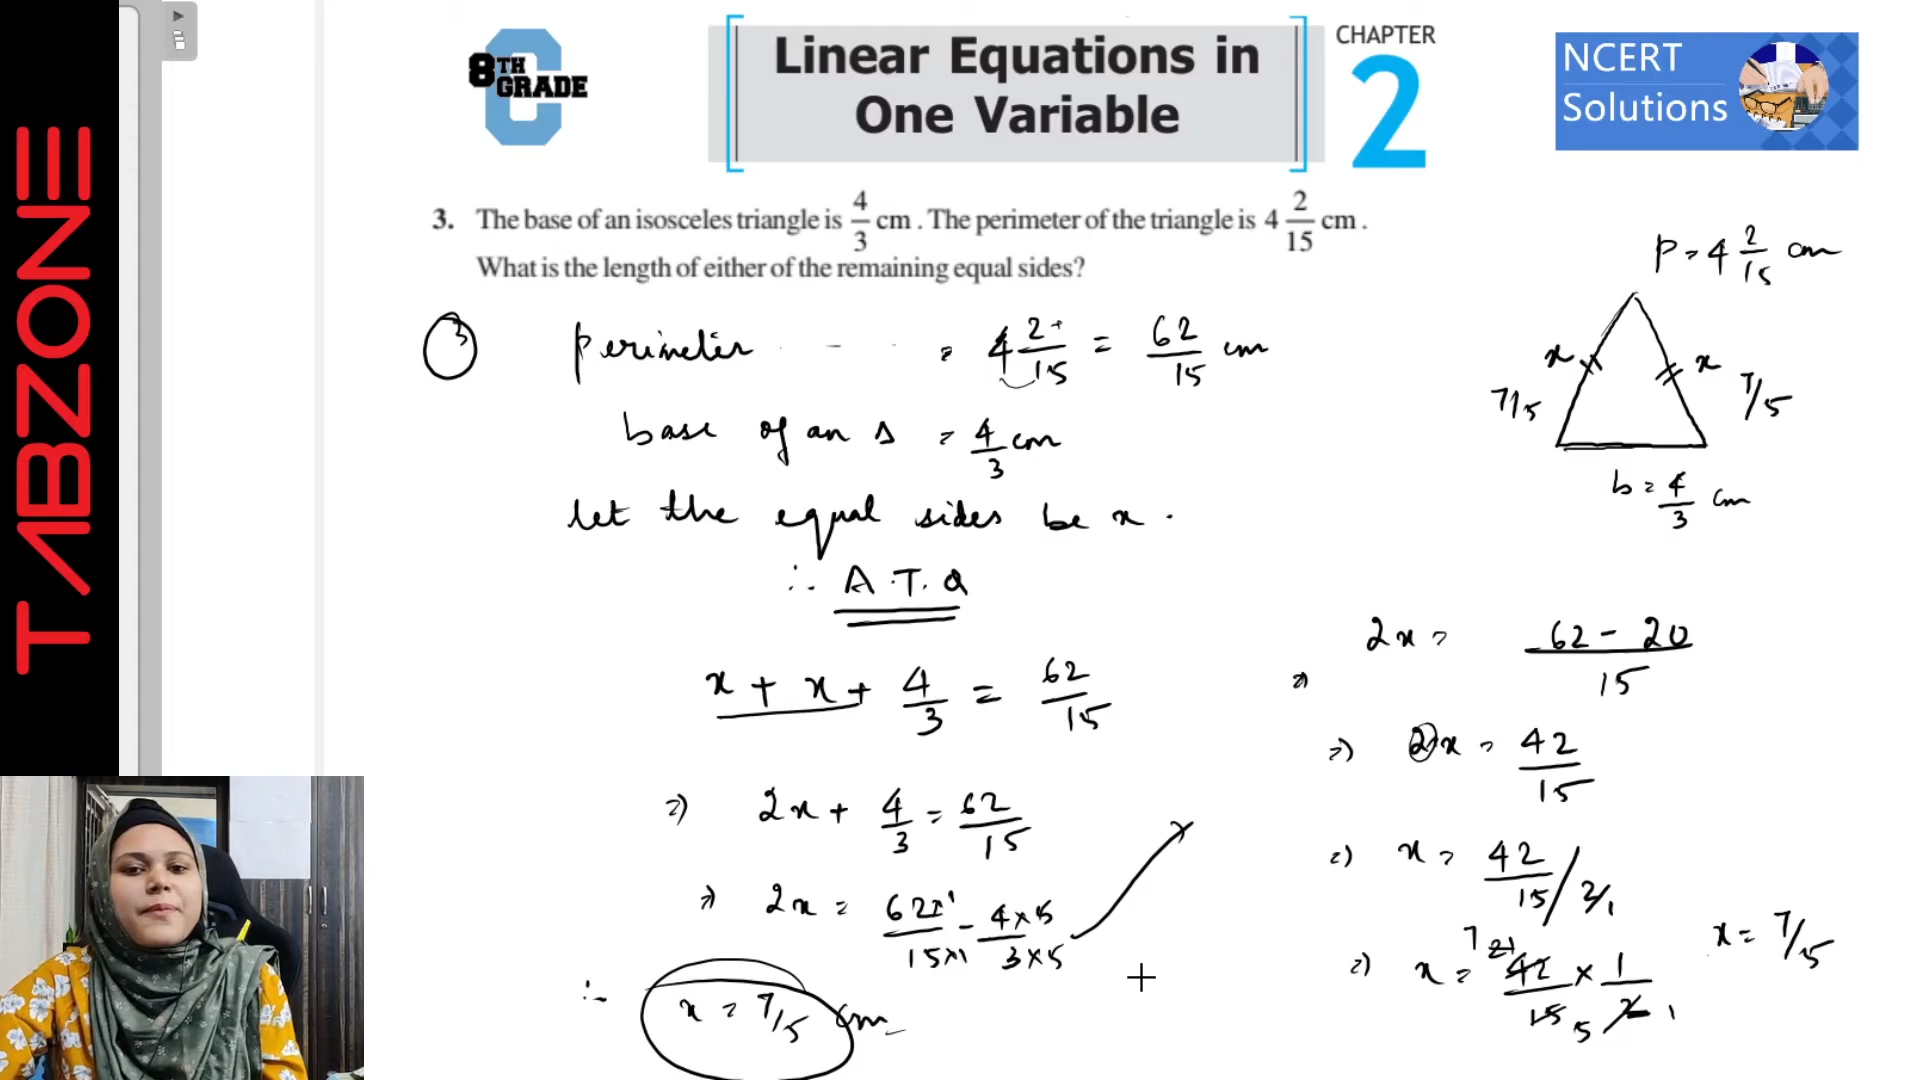 TABZONE
8TH GRADE
C
Linear Equations in
One Variable
CHAPTER
2
NCERT
Solutions
3. The base of an isosceles triangle is 4/3 cm . The perimeter of the triangle is 4 2/15 cm .
What is the length of either of the remaining equal sides?
P = 4 2/15 cm
x x
7/5 7/5
b = 4/3 cm
3 perimeter = 4 2/15 = 62/15 cm
base of an Δ = 4/3 cm
let the equal sides be x .
∴ A.T.Q
x + x + 4/3 = 62/15
⇒ 2x + 4/3 = 62/15
⇒ 2x = 62×1/15×1 - 4×5/3×5
∴ x = 7/5 cm
⇒ 2x = 62 - 20/15
⇒ 2x = 42/15
⇒ x = 42/15/2/1
⇒ x = 42/15 × 1/2
7 21
5 1
x = 7/5